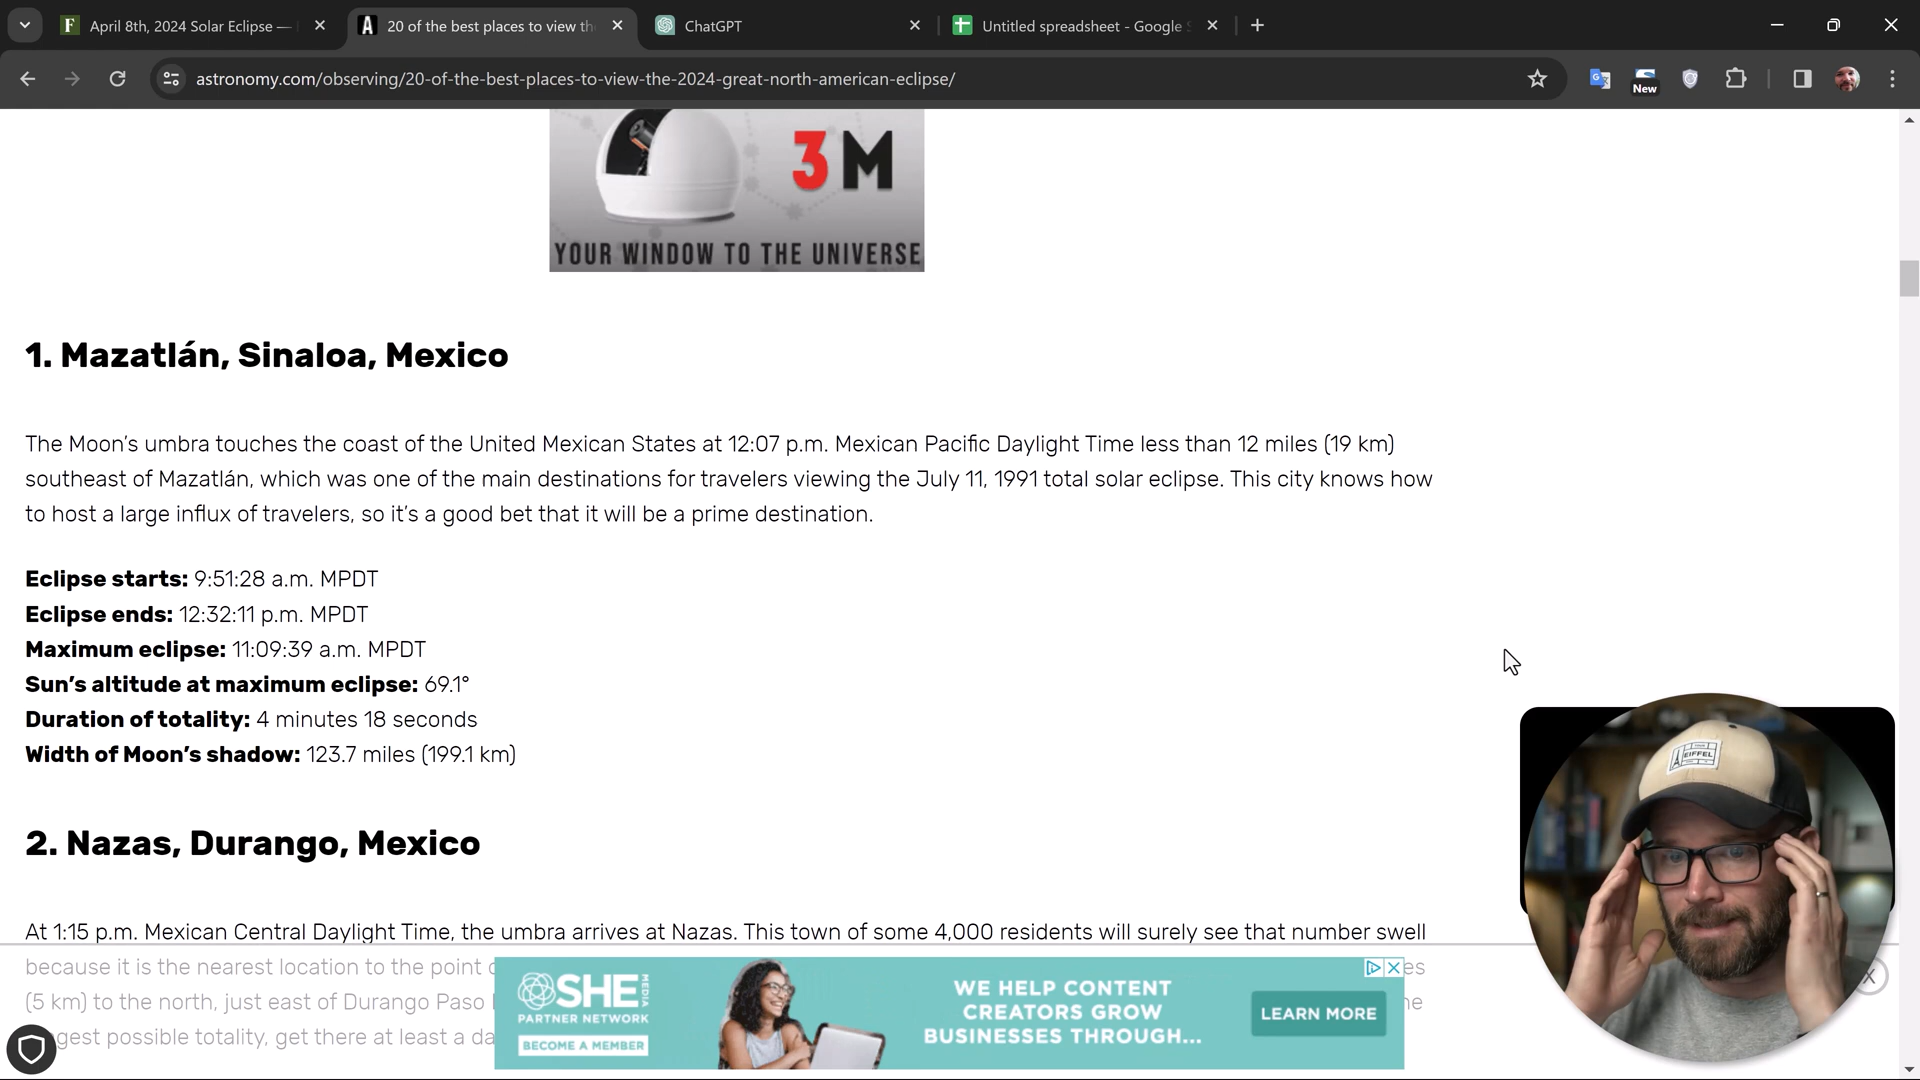 April 8th, 2024 Solar Eclipse —
20 of the best places to view th
ChatGPT
Untitled spreadsheet - Google
astronomy.com/observing/20-of-the-best-places-to-view-the-2024-great-north-american-eclipse/
New
3M
YOUR WINDOW TO THE UNIVERSE
1. Mazatlán, Sinaloa, Mexico
The Moon’s umbra touches the coast of the United Mexican States at 12:07 p.m. Mexican Pacific Daylight Time less than 12 miles (19 km)
southeast of Mazatlán, which was one of the main destinations for travelers viewing the July 11, 1991 total solar eclipse. This city knows how
to host a large influx of travelers, so it’s a good bet that it will be a prime destination.
Eclipse starts: 9:51:28 a.m. MPDT
Eclipse ends: 12:32:11 p.m. MPDT
Maximum eclipse: 11:09:39 a.m. MPDT
Sun’s altitude at maximum eclipse: 69.1°
Duration of totality: 4 minutes 18 seconds
Width of Moon’s shadow: 123.7 miles (199.1 km)
EIFFEL
2. Nazas, Durango, Mexico
At 1:15 p.m. Mexican Central Daylight Time, the umbra arrives at Nazas. This town of some 4,000 residents will surely see that number swell
because it is the nearest location to the point
(5 km) to the north, just east of Durango Paso
gest possible totality, get there at least a da
SHE
MEDIA
PARTNER NETWORK
BECOME A MEMBER
WE HELP CONTENT
CREATORS GROW
BUSINESSES THROUGH...
LEARN MORE